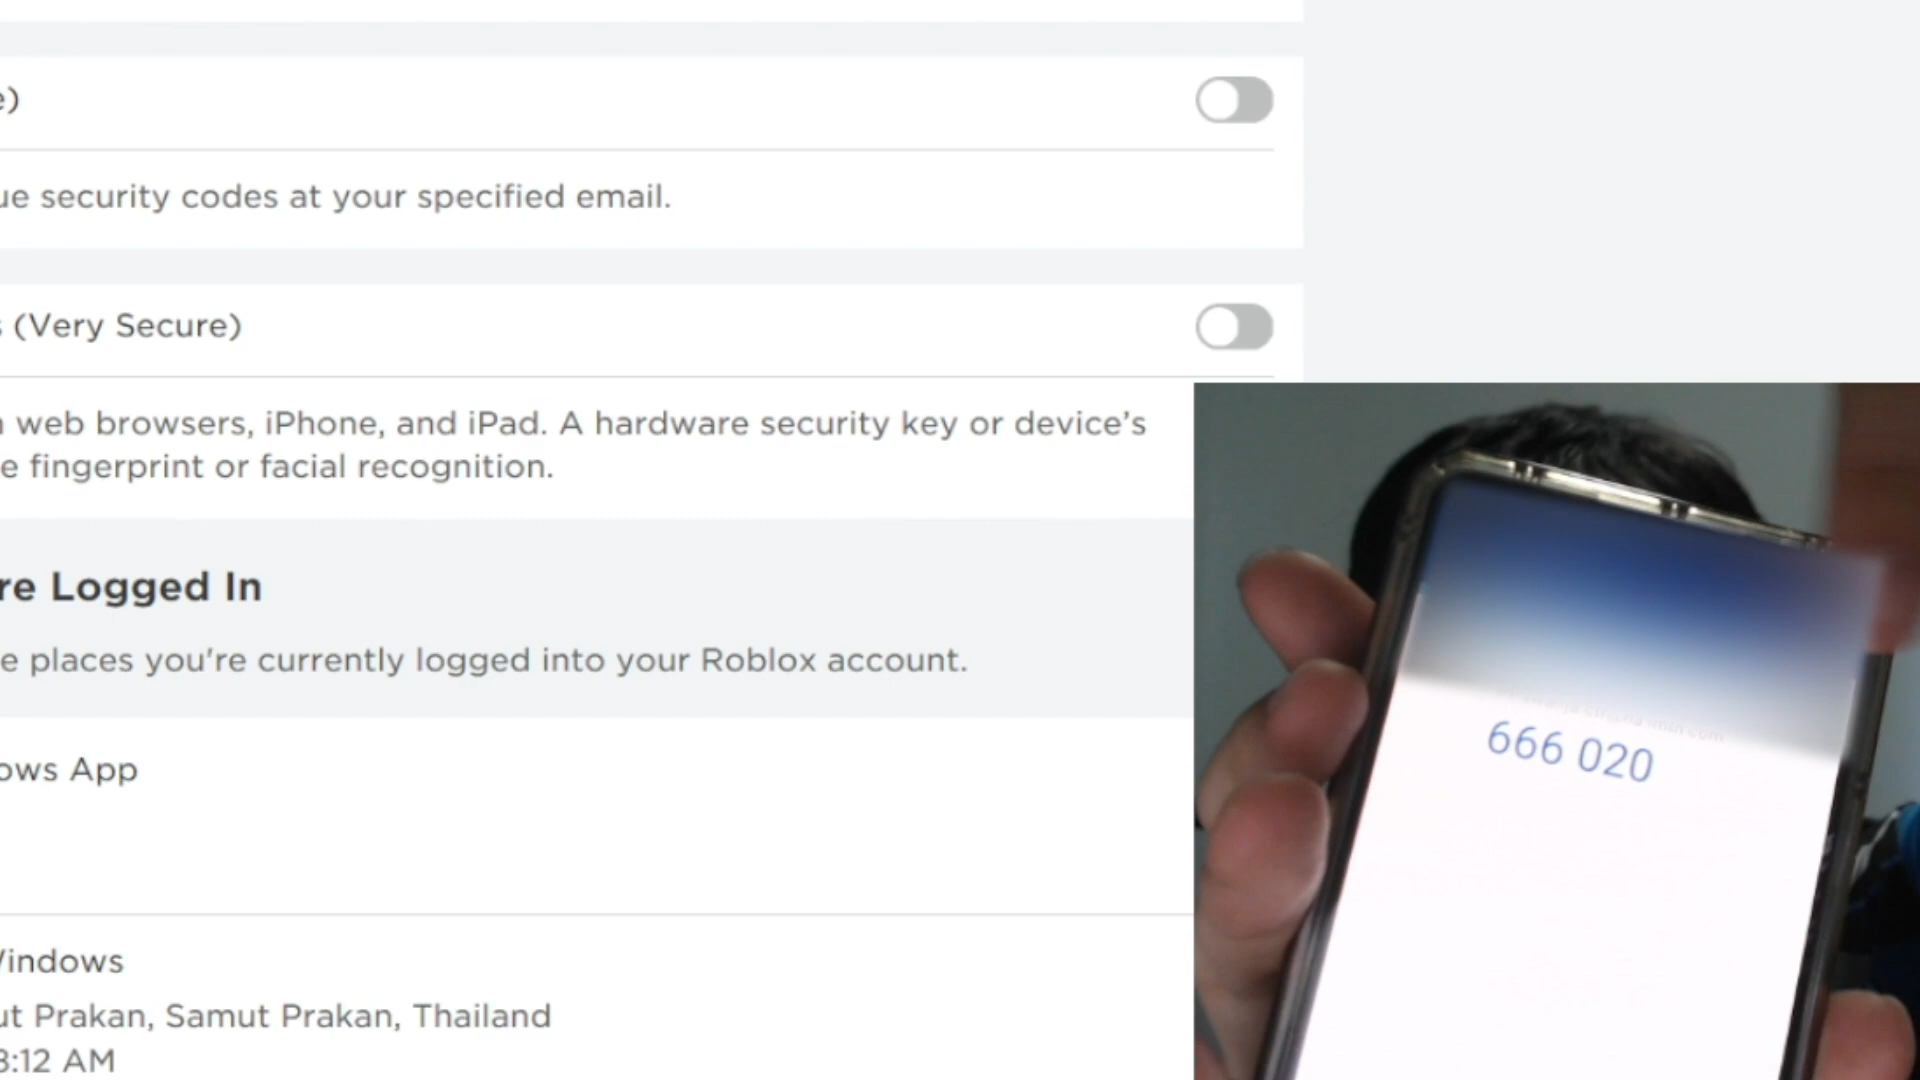 e)
ue security codes at your specified email.
s (Very Secure)
n web browsers, iPhone, and iPad. A hardware security key or device's
e fingerprint or facial recognition.
re Logged In
e places you're currently logged into your Roblox account.
ows App
Windows
ut Prakan, Samut Prakan, Thailand
8:12 AM
666 020